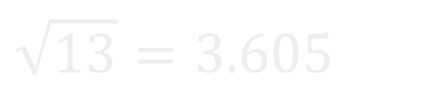 √13 = 3.605